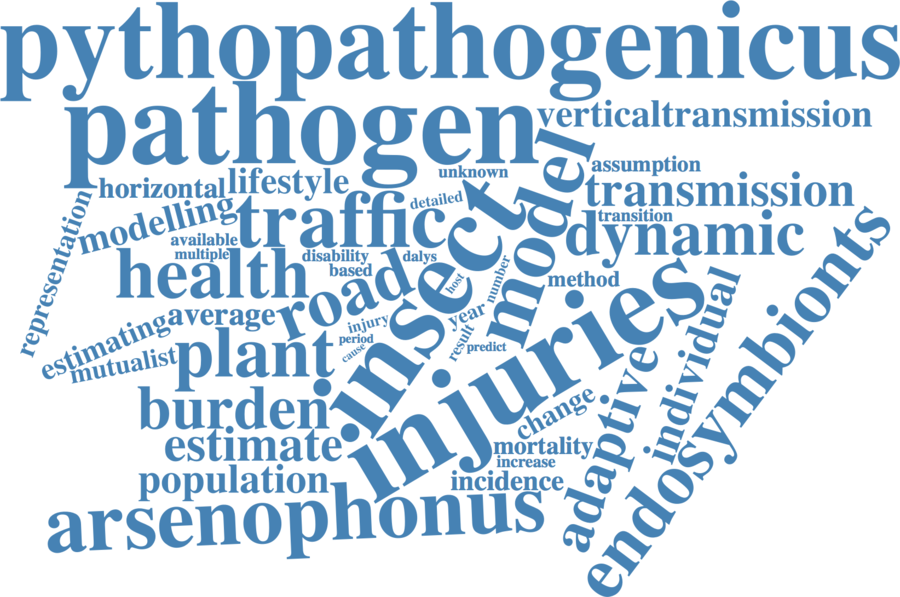 pythopathogenicus
pathogen
verticaltransmission
unknown
assumption
horizontal
lifestyle
transmission
detailed
representation
modelling
traffic
insect
model
transition
available
multiple
dynamic
disability
dalys
health
based
road
host
number
method
endosymbionts
estimating
average
injury
year
injuries
individual
mutualist
plant
period
cause
result
predict
adaptive
burden
change
estimate
mortality
increase
population
incidence
arsenophonus